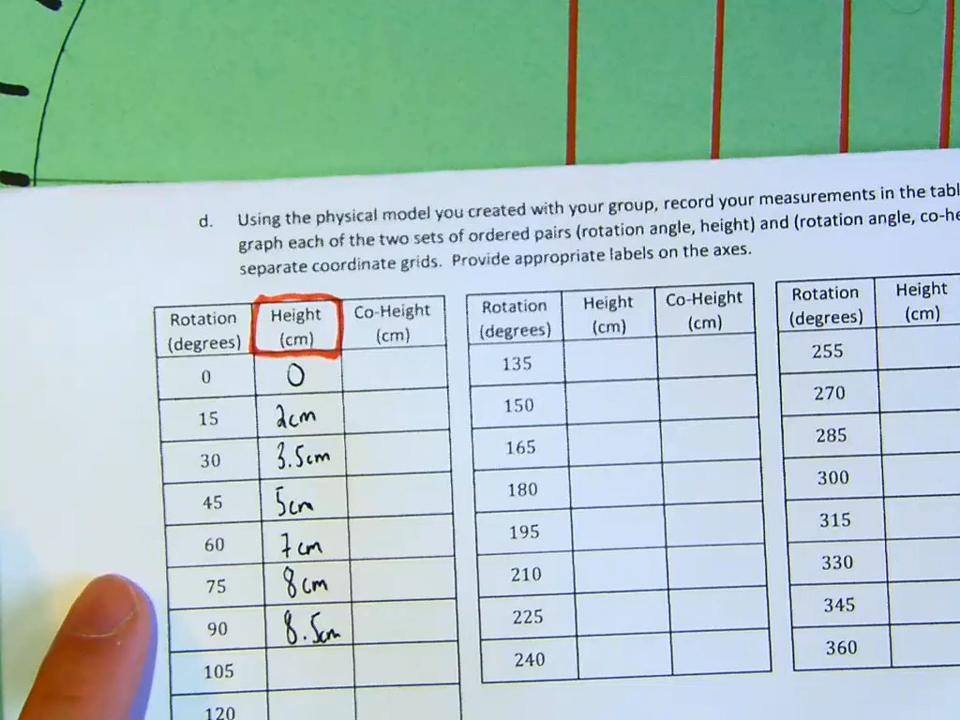 d. Using the physical model you created with your group, record your measurements in the
graph each of the two sets of ordered pairs (rotation angle, height) and (rotation angle,
separate coordinate grids. Provide appropriate labels on the axes.
Rotation (degrees) Height (cm) Co-Height (cm)
0 0
15 2cm
30 3.5cm
45 5cm
60 7cm
75 8cm
90 8.5cm
105
120
Rotation (degrees) Height (cm) Co-Height (cm)
135
150
165
180
195
210
225
240
Rotation (degrees) Height (cm)
255
270
285
300
315
330
345
360